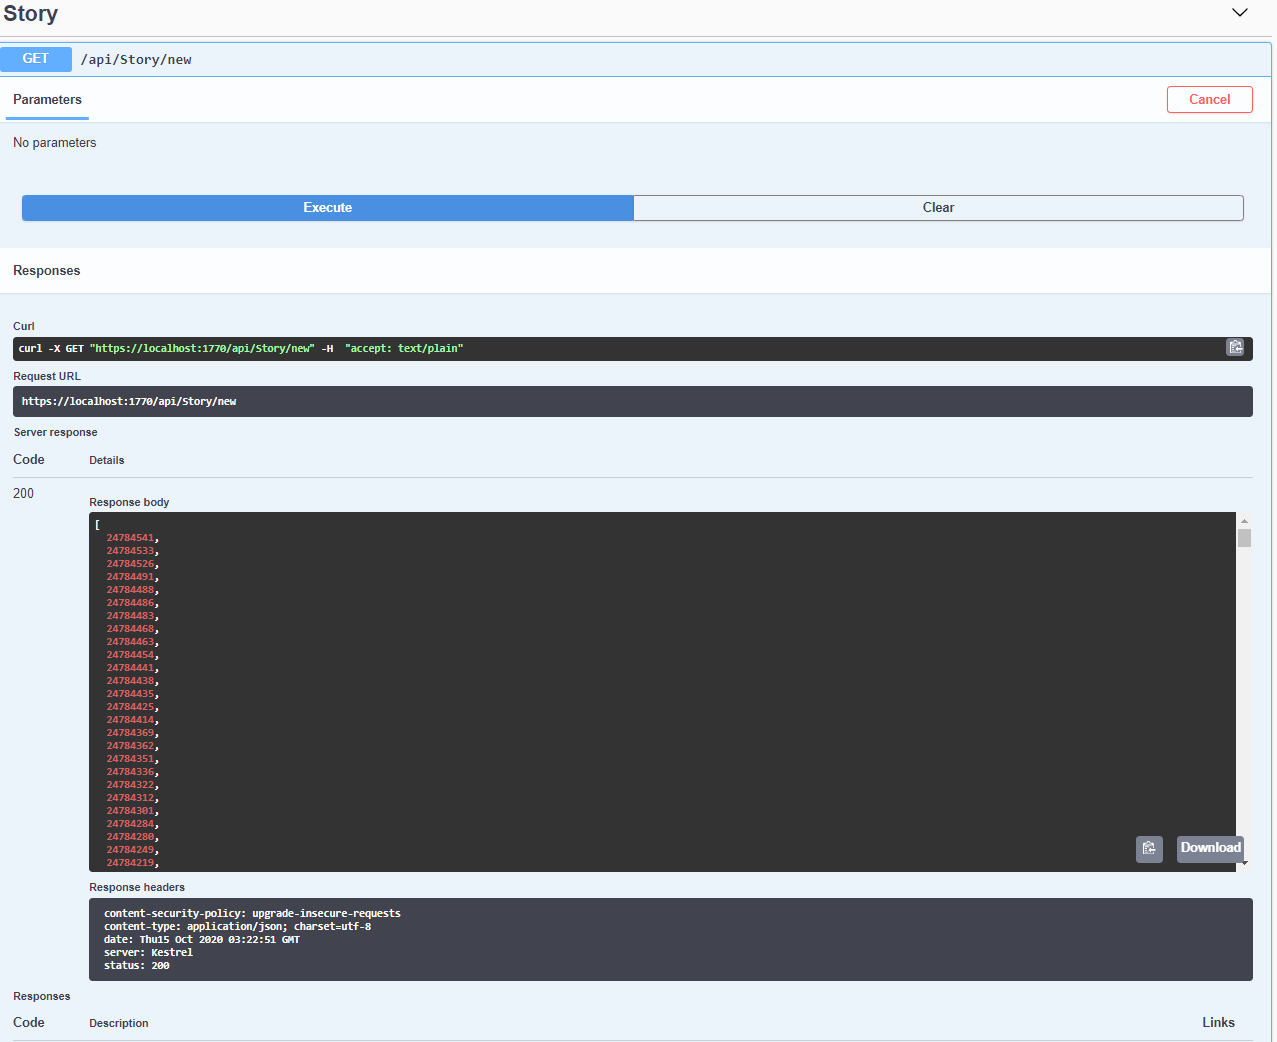 Story
GET /api/Story/new
Parameters
Cancel
No parameters
Execute
Clear
Responses
Curl
curl -X GET "https://localhost:1770/api/Story/new" -H  "accept: text/plain"
Request URL
https://localhost:1770/api/Story/new
Server response
Code Details
200
Response body
[
24784541,
24784533,
24784526,
24784491,
24784488,
24784486,
24784483,
24784468,
24784463,
24784454,
24784441,
24784438,
24784435,
24784425,
24784414,
24784369,
24784362,
24784351,
24784336,
24784322,
24784312,
24784301,
24784284,
24784280,
24784249,
24784219,
Download
Response headers
content-security-policy: upgrade-insecure-requests
content-type: application/json; charset=utf-8
date: Thu15 Oct 2020 03:22:51 GMT
server: Kestrel
status: 200
Responses
Code Description Links